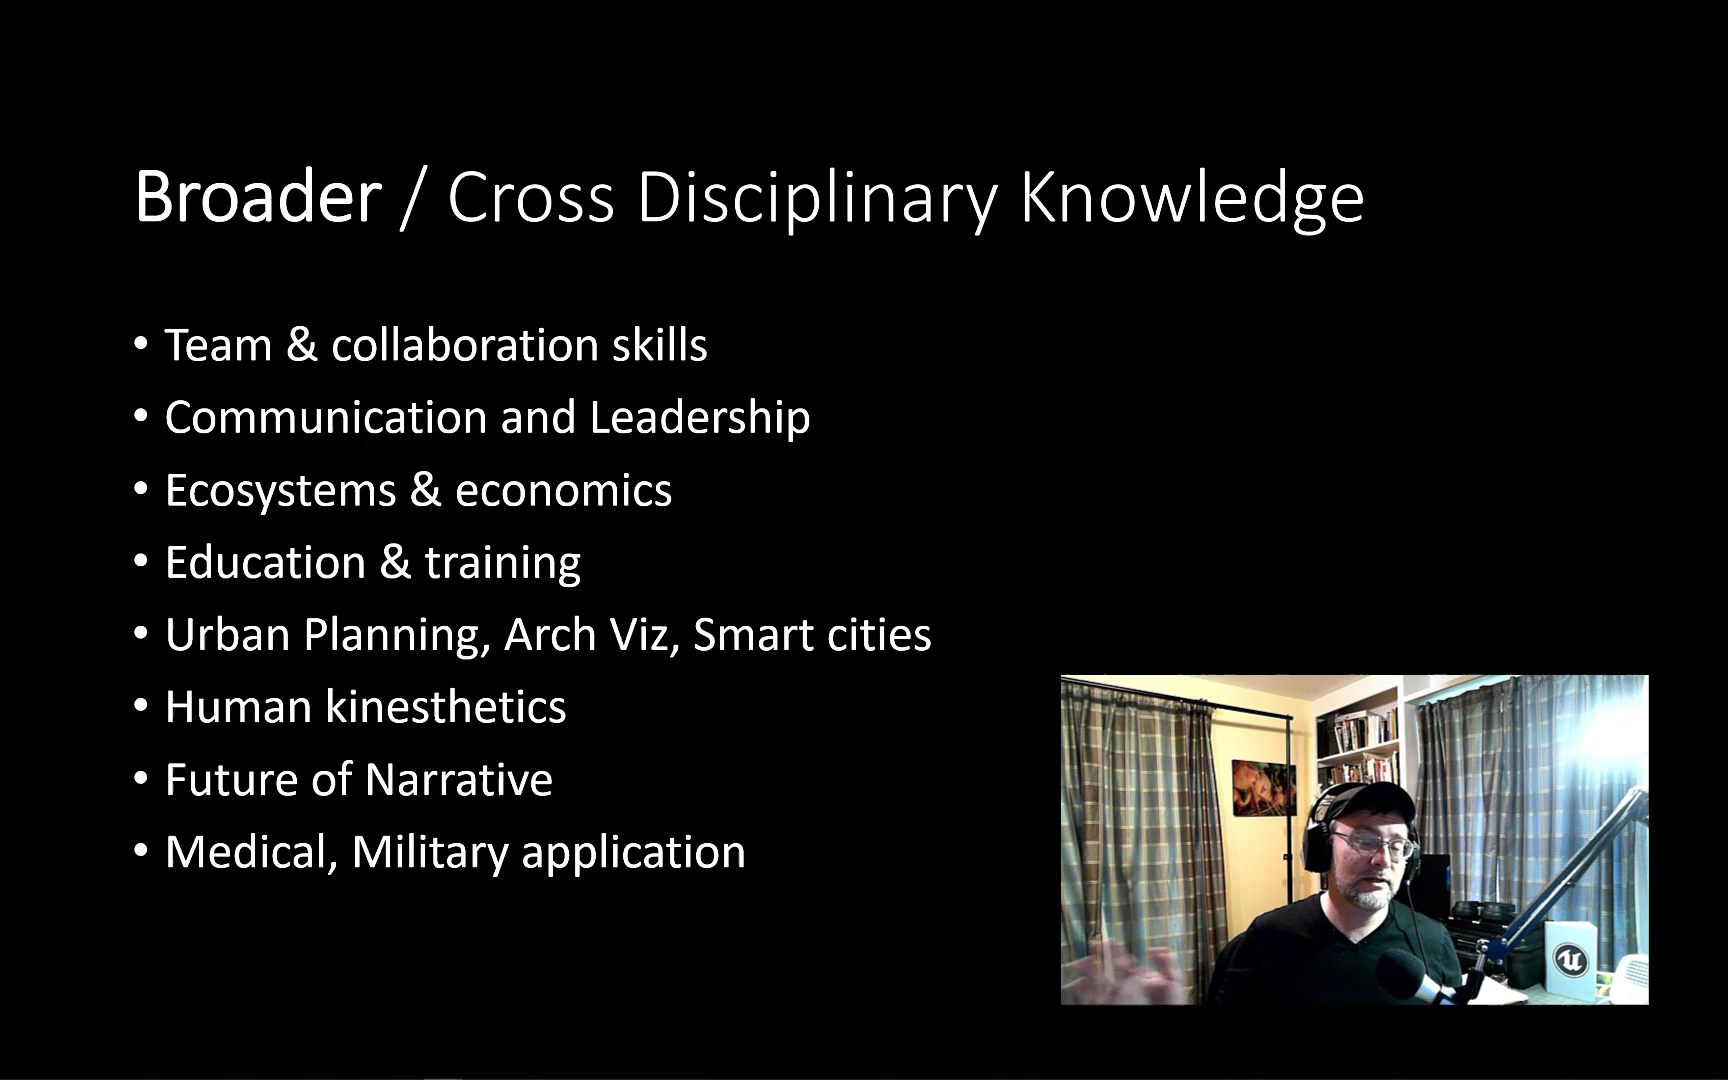 Broader / Cross Disciplinary Knowledge
• Team & collaboration skills
• Communication and Leadership
• Ecosystems & economics
• Education & training
• Urban Planning, Arch Viz, Smart cities
• Human kinesthetics
• Future of Narrative
• Medical, Military application